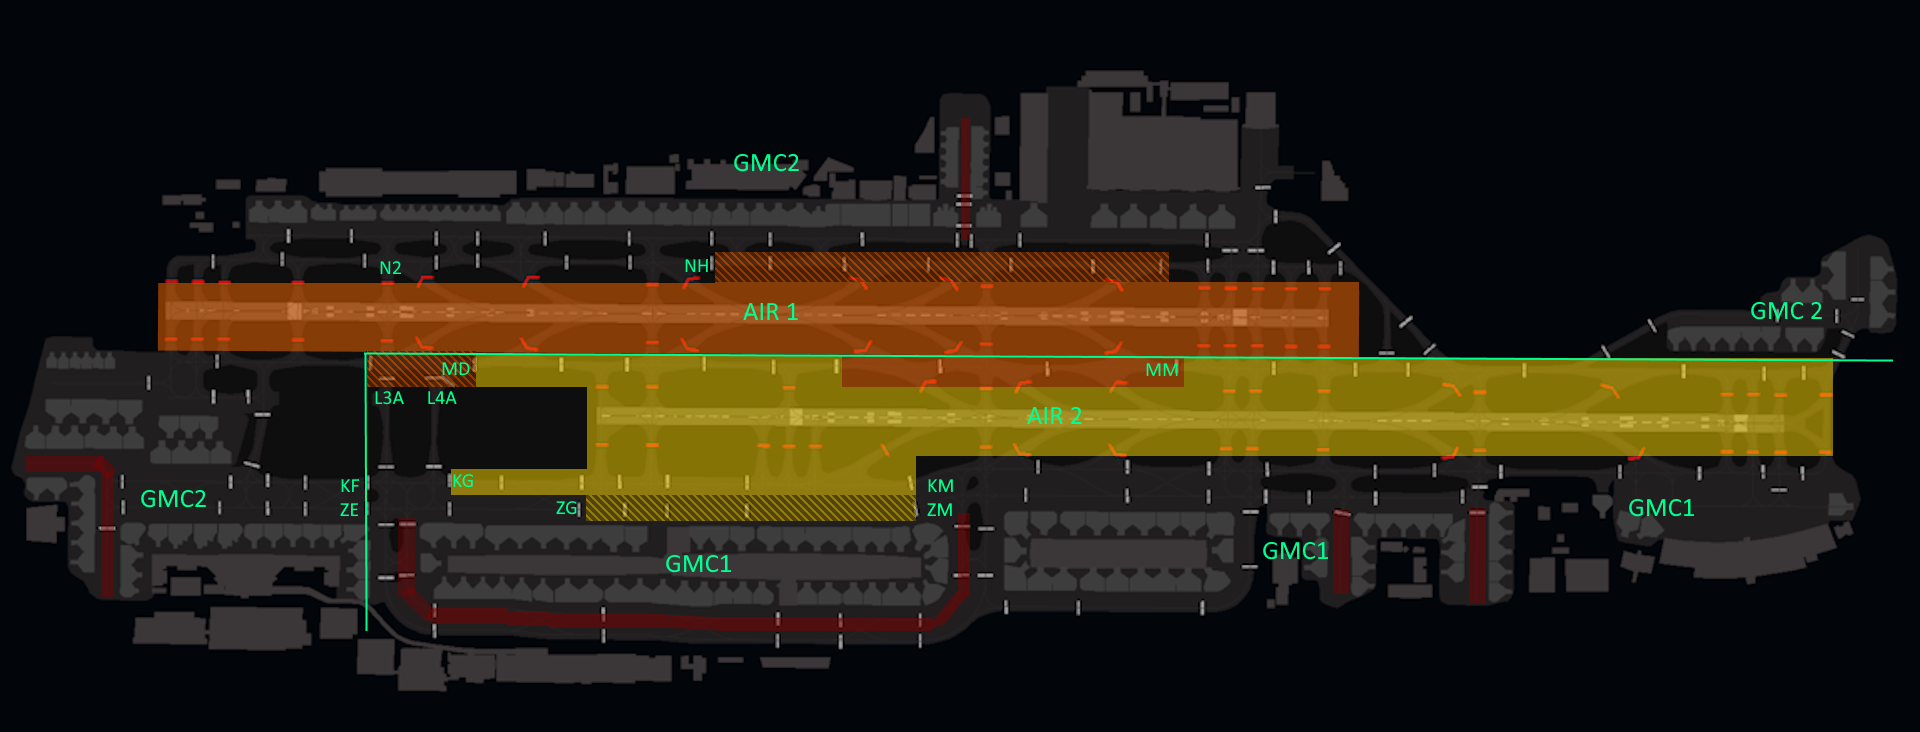 GMC2
N2
NH
AIR 1
GMC 2
MD
MM
L3A
L4A
AIR 2
KF
KG
KM
GMC2
ZE
ZG
ZM
GMC1
GMC1
GMC1